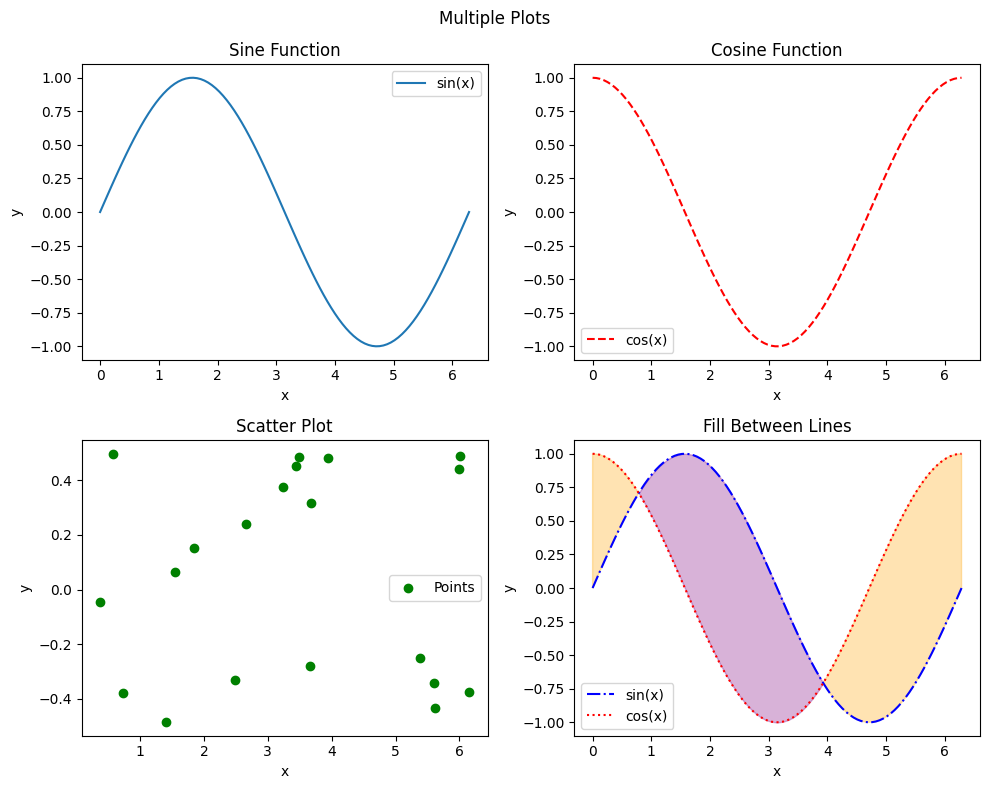 Multiple Plots
Sine Function
1.00
0.75
0.50
0.25
0.00
−0.25
−0.50
−0.75
−1.00
y
sin(x)
0 1 2 3 4 5 6
x
Cosine Function
1.00
0.75
0.50
0.25
0.00
−0.25
−0.50
−0.75
−1.00
y
cos(x)
0 1 2 3 4 5 6
x
Scatter Plot
0.4
0.2
0.0
−0.2
−0.4
y
Points
1 2 3 4 5 6
x
Fill Between Lines
1.00
0.75
0.50
0.25
0.00
−0.25
−0.50
−0.75
−1.00
y
sin(x)
cos(x)
0 1 2 3 4 5 6
x